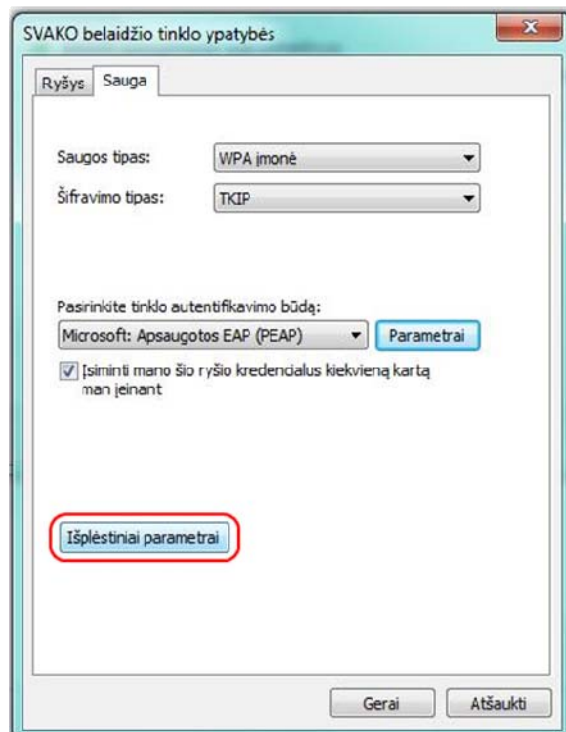 SVAKO belaidžio tinklo ypatybės
Ryšys Sauga
Saugos tipas: WPA įmonė
Šifravimo tipas: TKIP
Pasirinkite tinklo autentifikavimo būdą:
Microsoft: Apsaugotos EAP (PEAP) Parametrai
Įsiminti mano šio ryšio kredencialus kiekvieną kartą
man įeinant
Išplėstiniai parametrai
Gerai Atšaukti